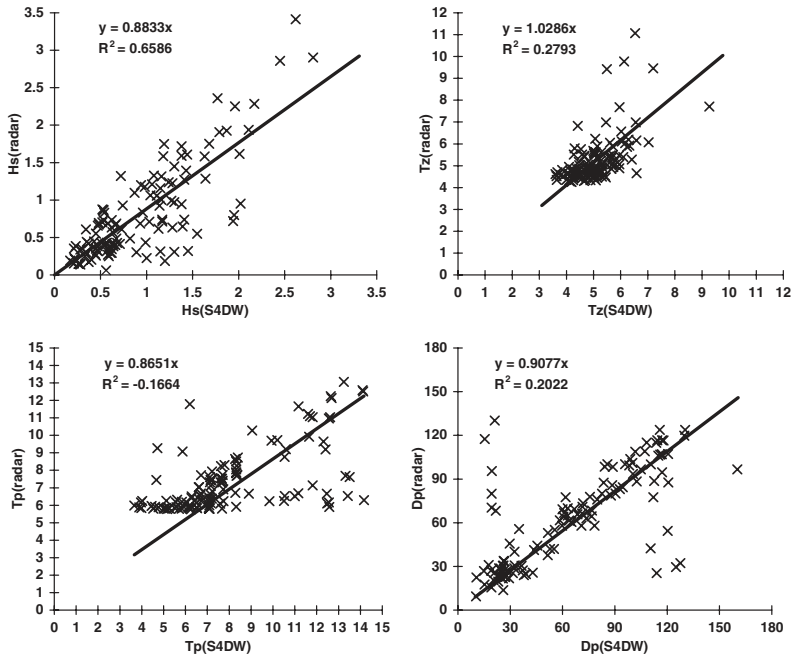 3.5
3
2.5
2
1.5
1
0.5
0
y = 0.8833x
R2 = 0.6586
Hs(radar)
0 0.5 1 1.5 2 2.5 3 3.5
Hs(S4DW)
12
11
10
9
8
7
6
5
4
3
2
1
0
y = 1.0286x
R2 = 0.2793
Tz(radar)
0 1 2 3 4 5 6 7 8 9 10 11 12
Tz(S4DW)
15
14
13
12
11
10
9
8
7
6
5
4
3
2
1
0
y = 0.8651x
R2 = -0.1664
Tp(radar)
0 1 2 3 4 5 6 7 8 9 10 11 12 13 14 15
Tp(S4DW)
180
150
120
90
60
30
0
y = 0.9077x
R2 = 0.2022
Dp(radar)
0 30 60 90 120 150 180
Dp(S4DW)